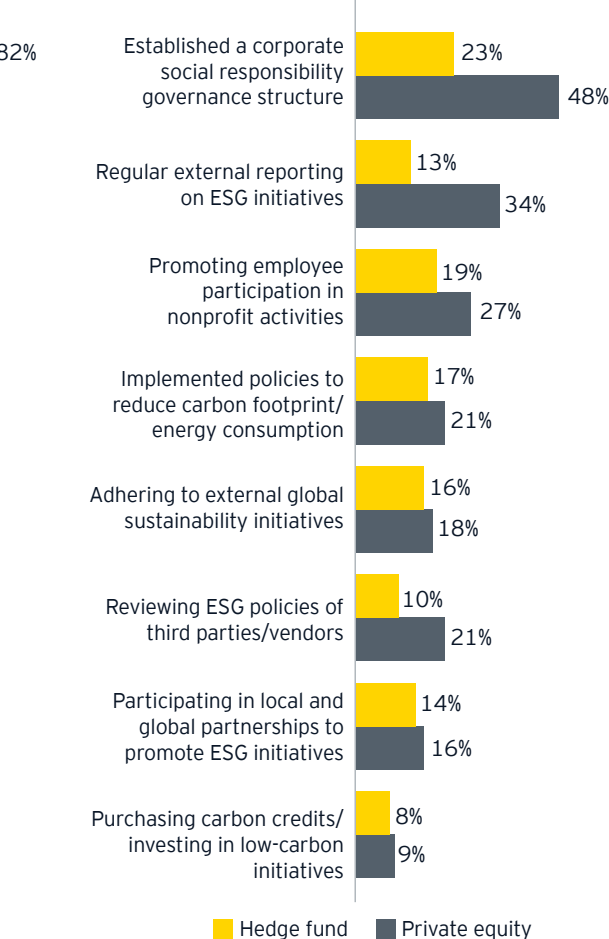 82%
Established a corporate
social responsibility
governance structure
23%
48%
Regular external reporting
on ESG initiatives
13%
34%
Promoting employee
participation in
nonprofit activities
19%
27%
Implemented policies to
reduce carbon footprint/
energy consumption
17%
21%
Adhering to external global
sustainability initiatives
16%
18%
Reviewing ESG policies of
third parties/vendors
10%
21%
Participating in local and
global partnerships to
promote ESG initiatives
14%
16%
Purchasing carbon credits/
investing in low-carbon
initiatives
8%
9%
Hedge fund Private equity